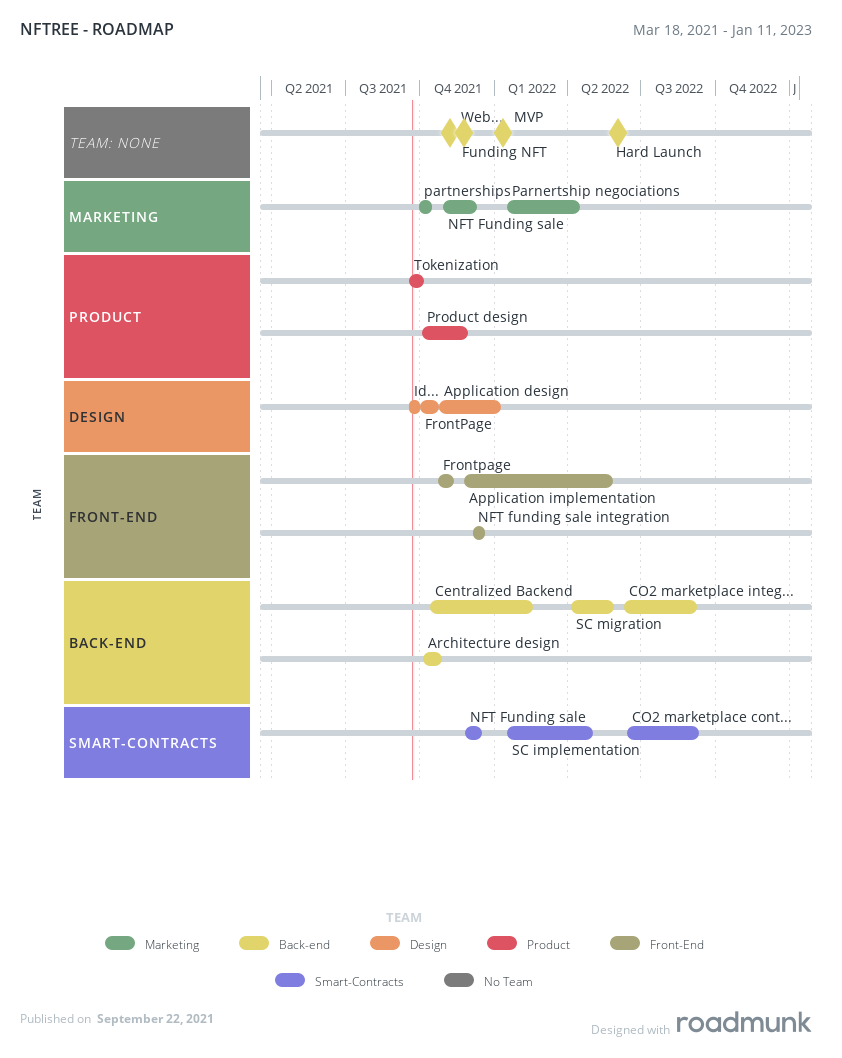 NFTREE - ROADMAP
Mar 18, 2021 - Jan 11, 2023
Q2 2021 Q3 2021 Q4 2021 Q1 2022 Q2 2022 Q3 2022 Q4 2022 J
TEAM
TEAM: NONE
Web... MVP
Funding NFT Hard Launch
MARKETING
partnerships Parnertship negociations
NFT Funding sale
PRODUCT
Tokenization
Product design
DESIGN
Id... Application design
FrontPage
FRONT-END
Frontpage
Application implementation
NFT funding sale integration
BACK-END
Centralized Backend CO2 marketplace integ...
SC migration
Architecture design
SMART-CONTRACTS
NFT Funding sale CO2 marketplace cont...
SC implementation
TEAM
Marketing Back-end Design Product Front-End
Smart-Contracts No Team
Published on September 22, 2021
Designed with roadmunk